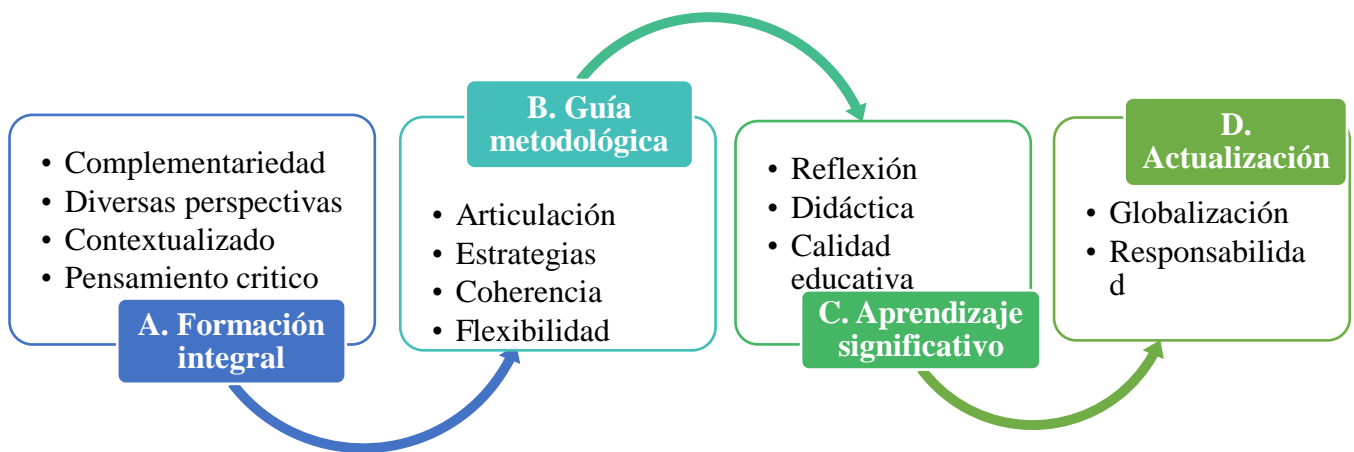 • Complementariedad
• Diversas perspectivas
• Contextualizado
• Pensamiento critico
A. Formación
integral
B. Guía
metodológica
• Articulación
• Estrategias
• Coherencia
• Flexibilidad
• Reflexión
• Didáctica
• Calidad
educativa
C. Aprendizaje
significativo
D.
Actualización
• Globalización
• Responsabilida
d